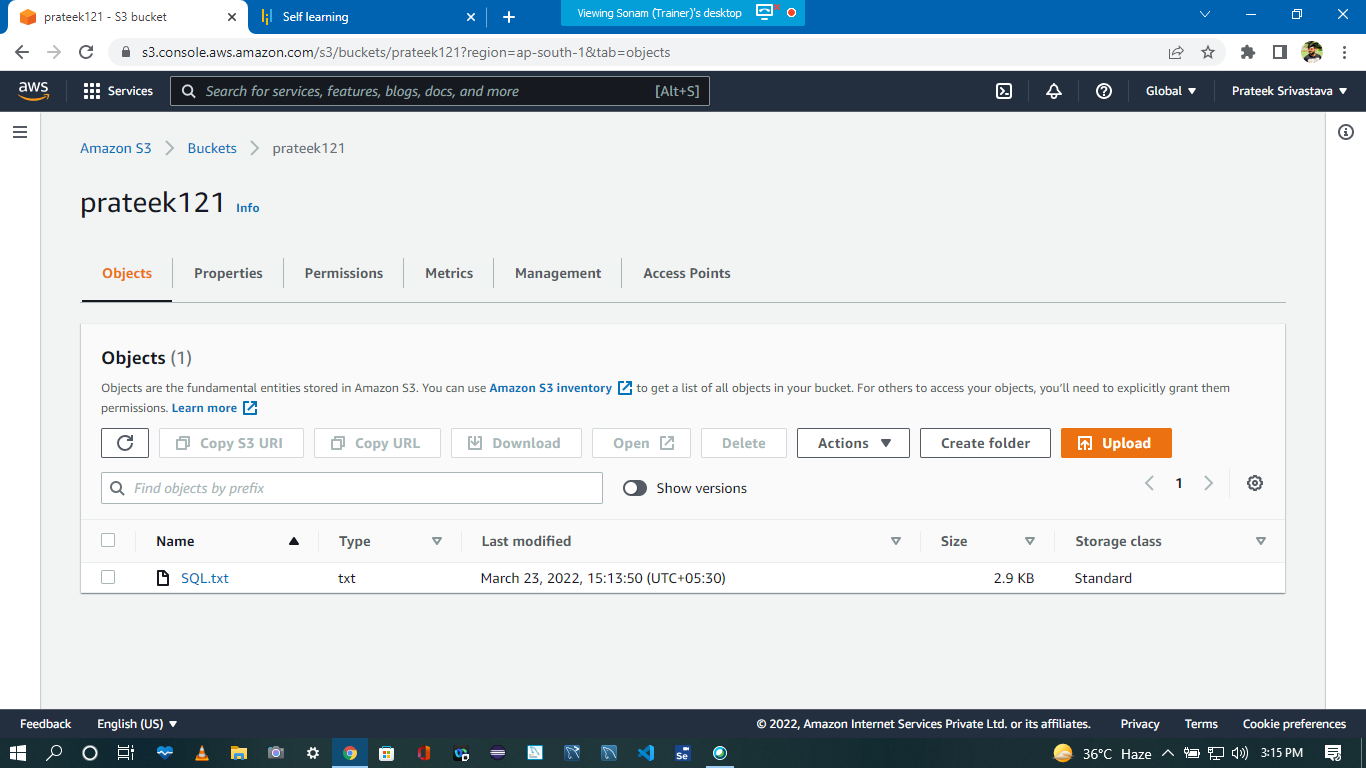 prateek121 - S3 bucket
Self learning
Viewing Sonam (Trainer)'s desktop
s3.console.aws.amazon.com/s3/buckets/prateek121?region=ap-south-1&tab=objects
aws
Services
Search for services, features, blogs, docs, and more
[Alt+S]
Global
Prateek Srivastava
Amazon S3
Buckets
prateek121
prateek121 Info
Objects
Properties
Permissions
Metrics
Management
Access Points
Objects (1)
Objects are the fundamental entities stored in Amazon S3. You can use Amazon S3 inventory to get a list of all objects in your bucket. For others to access your objects, you'll need to explicitly grant them
permissions. Learn more
Copy S3 URI
Copy URL
Download
Open
Delete
Actions
Create folder
Upload
Find objects by prefix
Show versions
1
Name
Type
Last modified
Size
Storage class
SQL.txt
txt
March 23, 2022, 15:13:50 (UTC+05:30)
2.9 KB
Standard
Feedback
English (US)
© 2022, Amazon Internet Services Private Ltd. or its affiliates.
Privacy
Terms
Cookie preferences
Se
36°C Haze
3:15 PM